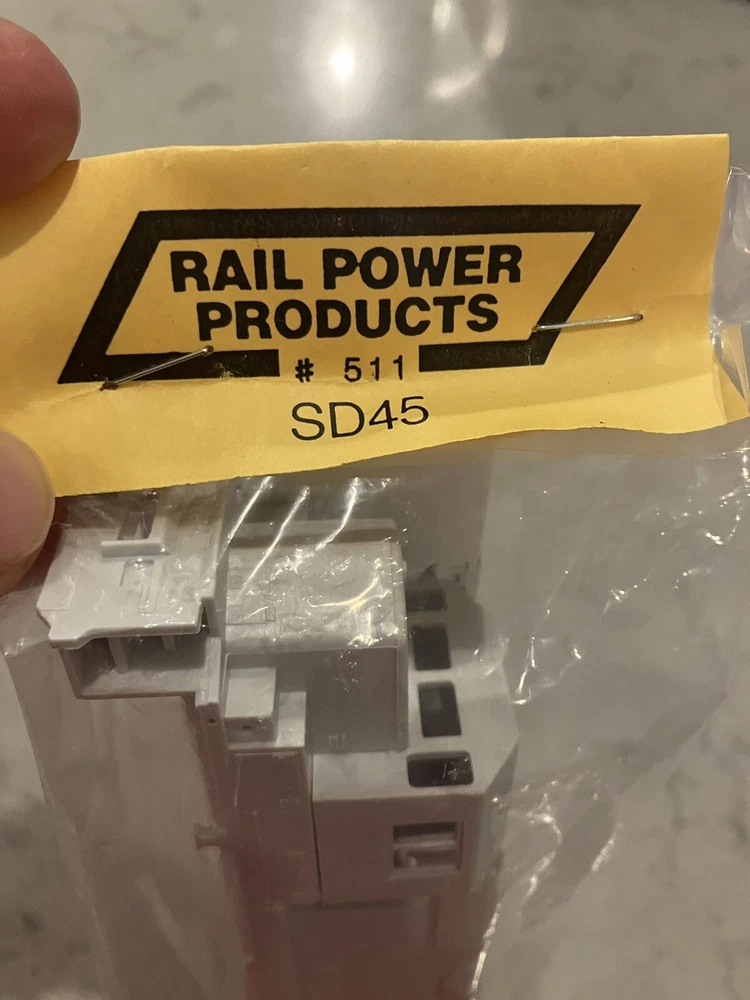 RAIL POWER
PRODUCTS
# 511
SD45